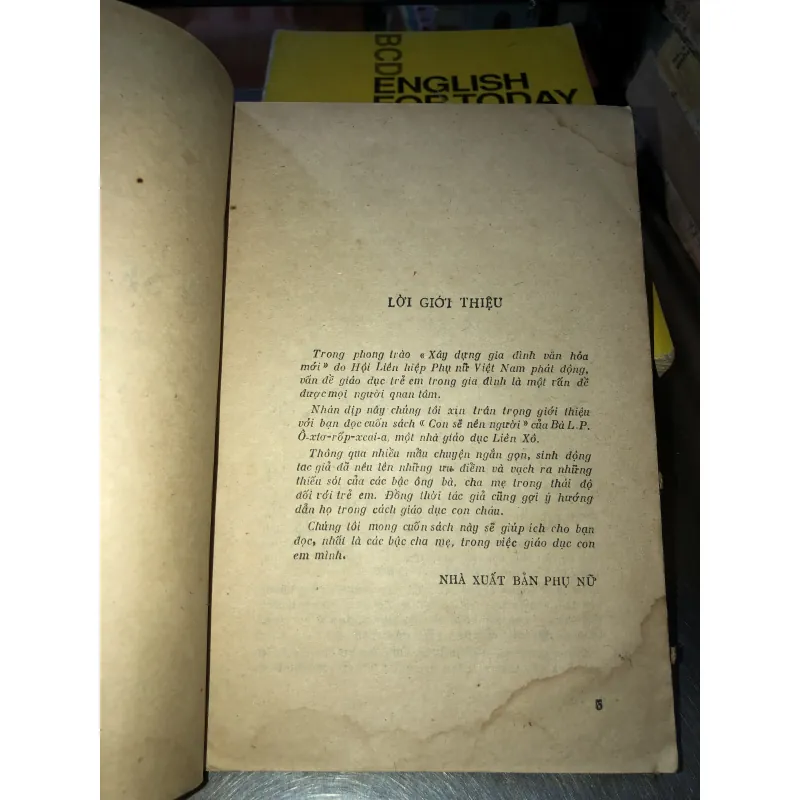 BCD
ENGLISH
FOR TODAY
LỜI GIỚI THIỆU
Trong phong trào « Xây dựng gia đình văn hóa
mới » do Hội Liên hiệp Phụ nữ Việt Nam phát động,
vấn đề giáo dục trẻ em trong gia đình là một vấn đề
được mọi người quan tâm.
Nhân dịp này chúng tôi xin trân trọng giới thiệu
với bạn đọc cuốn sách « Con sẽ nên người » của Bà L.P.
Ô-xtơ-rốp-xcai-a, một nhà giáo dục Liên Xô.
Thông qua nhiều mẩu chuyện ngắn gọn, sinh động
tác giả đã nêu lên những ưu điểm và vạch ra những
thiếu sót của các bậc ông bà, cha mẹ trong thái độ
đối với trẻ em. Đồng thời tác giả cũng gợi ý hướng
dẫn họ trong cách giáo dục con cháu.
Chúng tôi mong cuốn sách này sẽ giúp ích cho bạn
đọc, nhất là các bậc cha mẹ, trong việc giáo dục con
em mình.
NHÀ XUẤT BẢN PHỤ NỮ
5